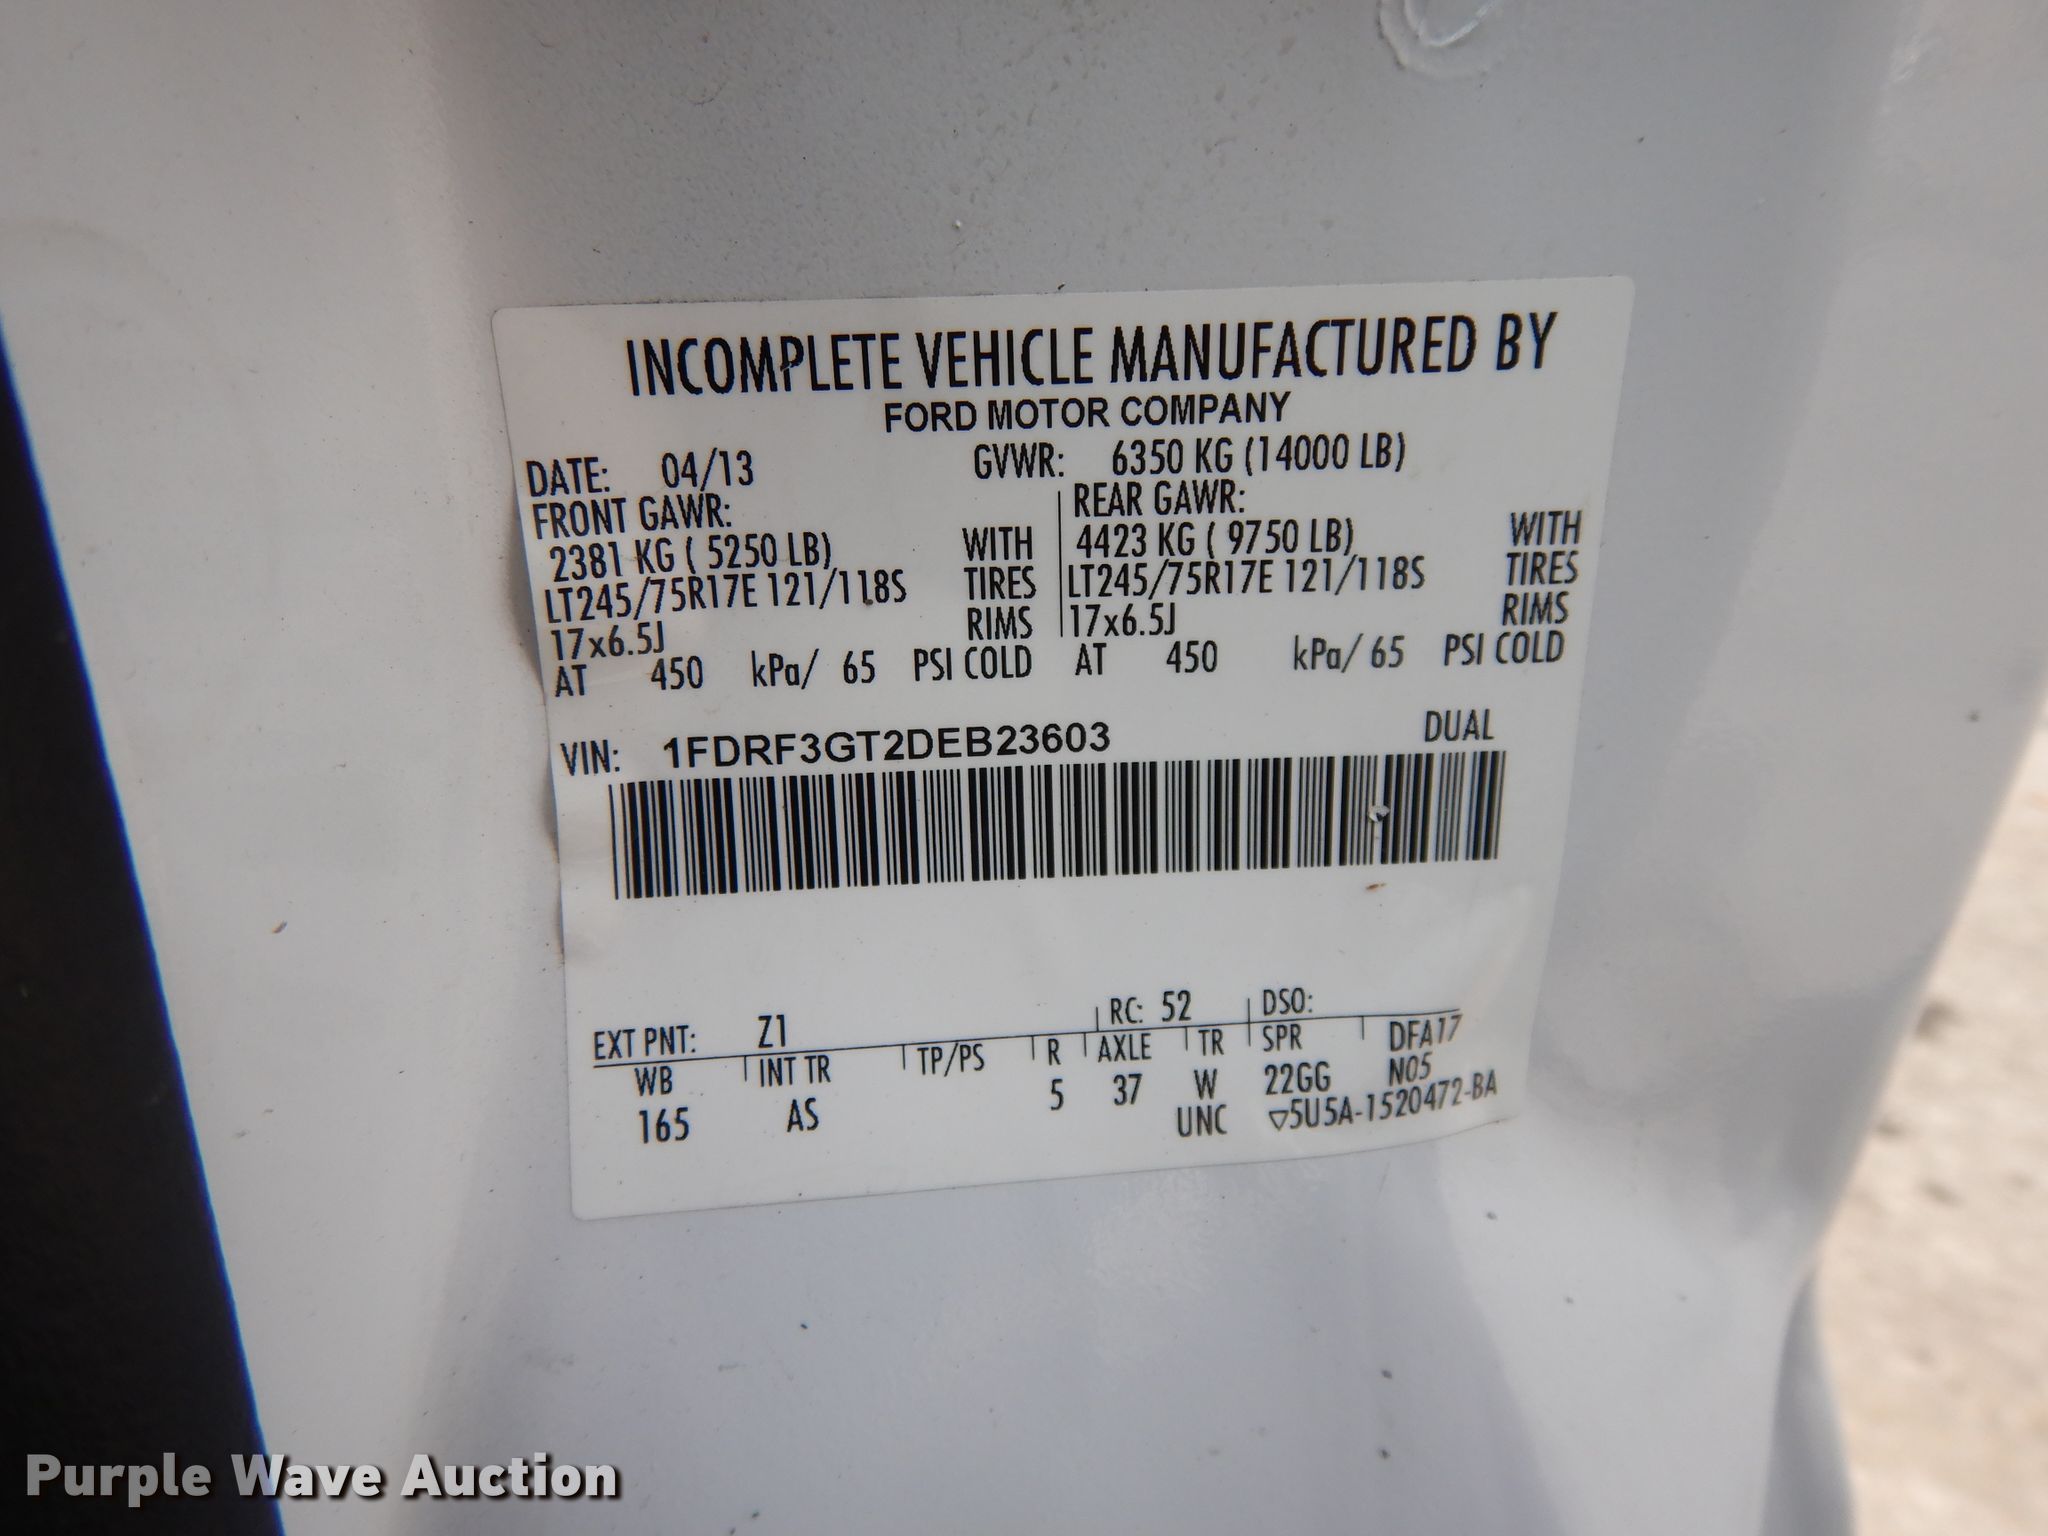 INCOMPLETE VEHICLE MANUFACTURED BY
FORD MOTOR COMPANY
DATE: 04/13 GVWR: 6350 KG (14000 LB)
FRONT GAWR: REAR GAWR:
2381 KG ( 5250 LB) WITH 4423 KG ( 9750 LB) WITH
LT245/75R17E 121/118S TIRES LT245/75R17E 121/118S TIRES
17x6.5J RIMS 17x6.5J RIMS
AT 450 kPa/ 65 PSI COLD AT 450 kPa/ 65 PSI COLD
VIN: 1FDRF3GT2DEB23603 DUAL
EXT PNT: Z1 RC: 52 DSO:
WB INT TR TP/PS R AXLE TR SPR DFA17
165 AS 5 37 W 22GG N05
UNC ▽5U5A-1520472-BA
Purple Wave Auction